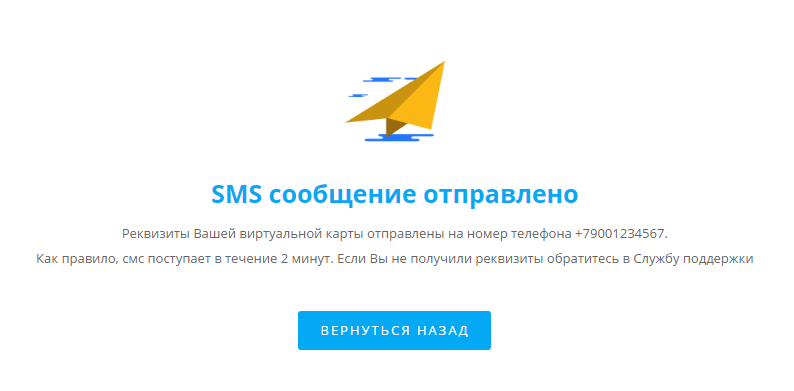 SMS сообщение отправлено
Реквизиты Вашей виртуальной карты отправлены на номер телефона +79001234567.
Как правило, смс поступает в течение 2 минут. Если Вы не получили реквизиты обратитесь в Службу поддержки
ВЕРНУТЬСЯ НАЗАД